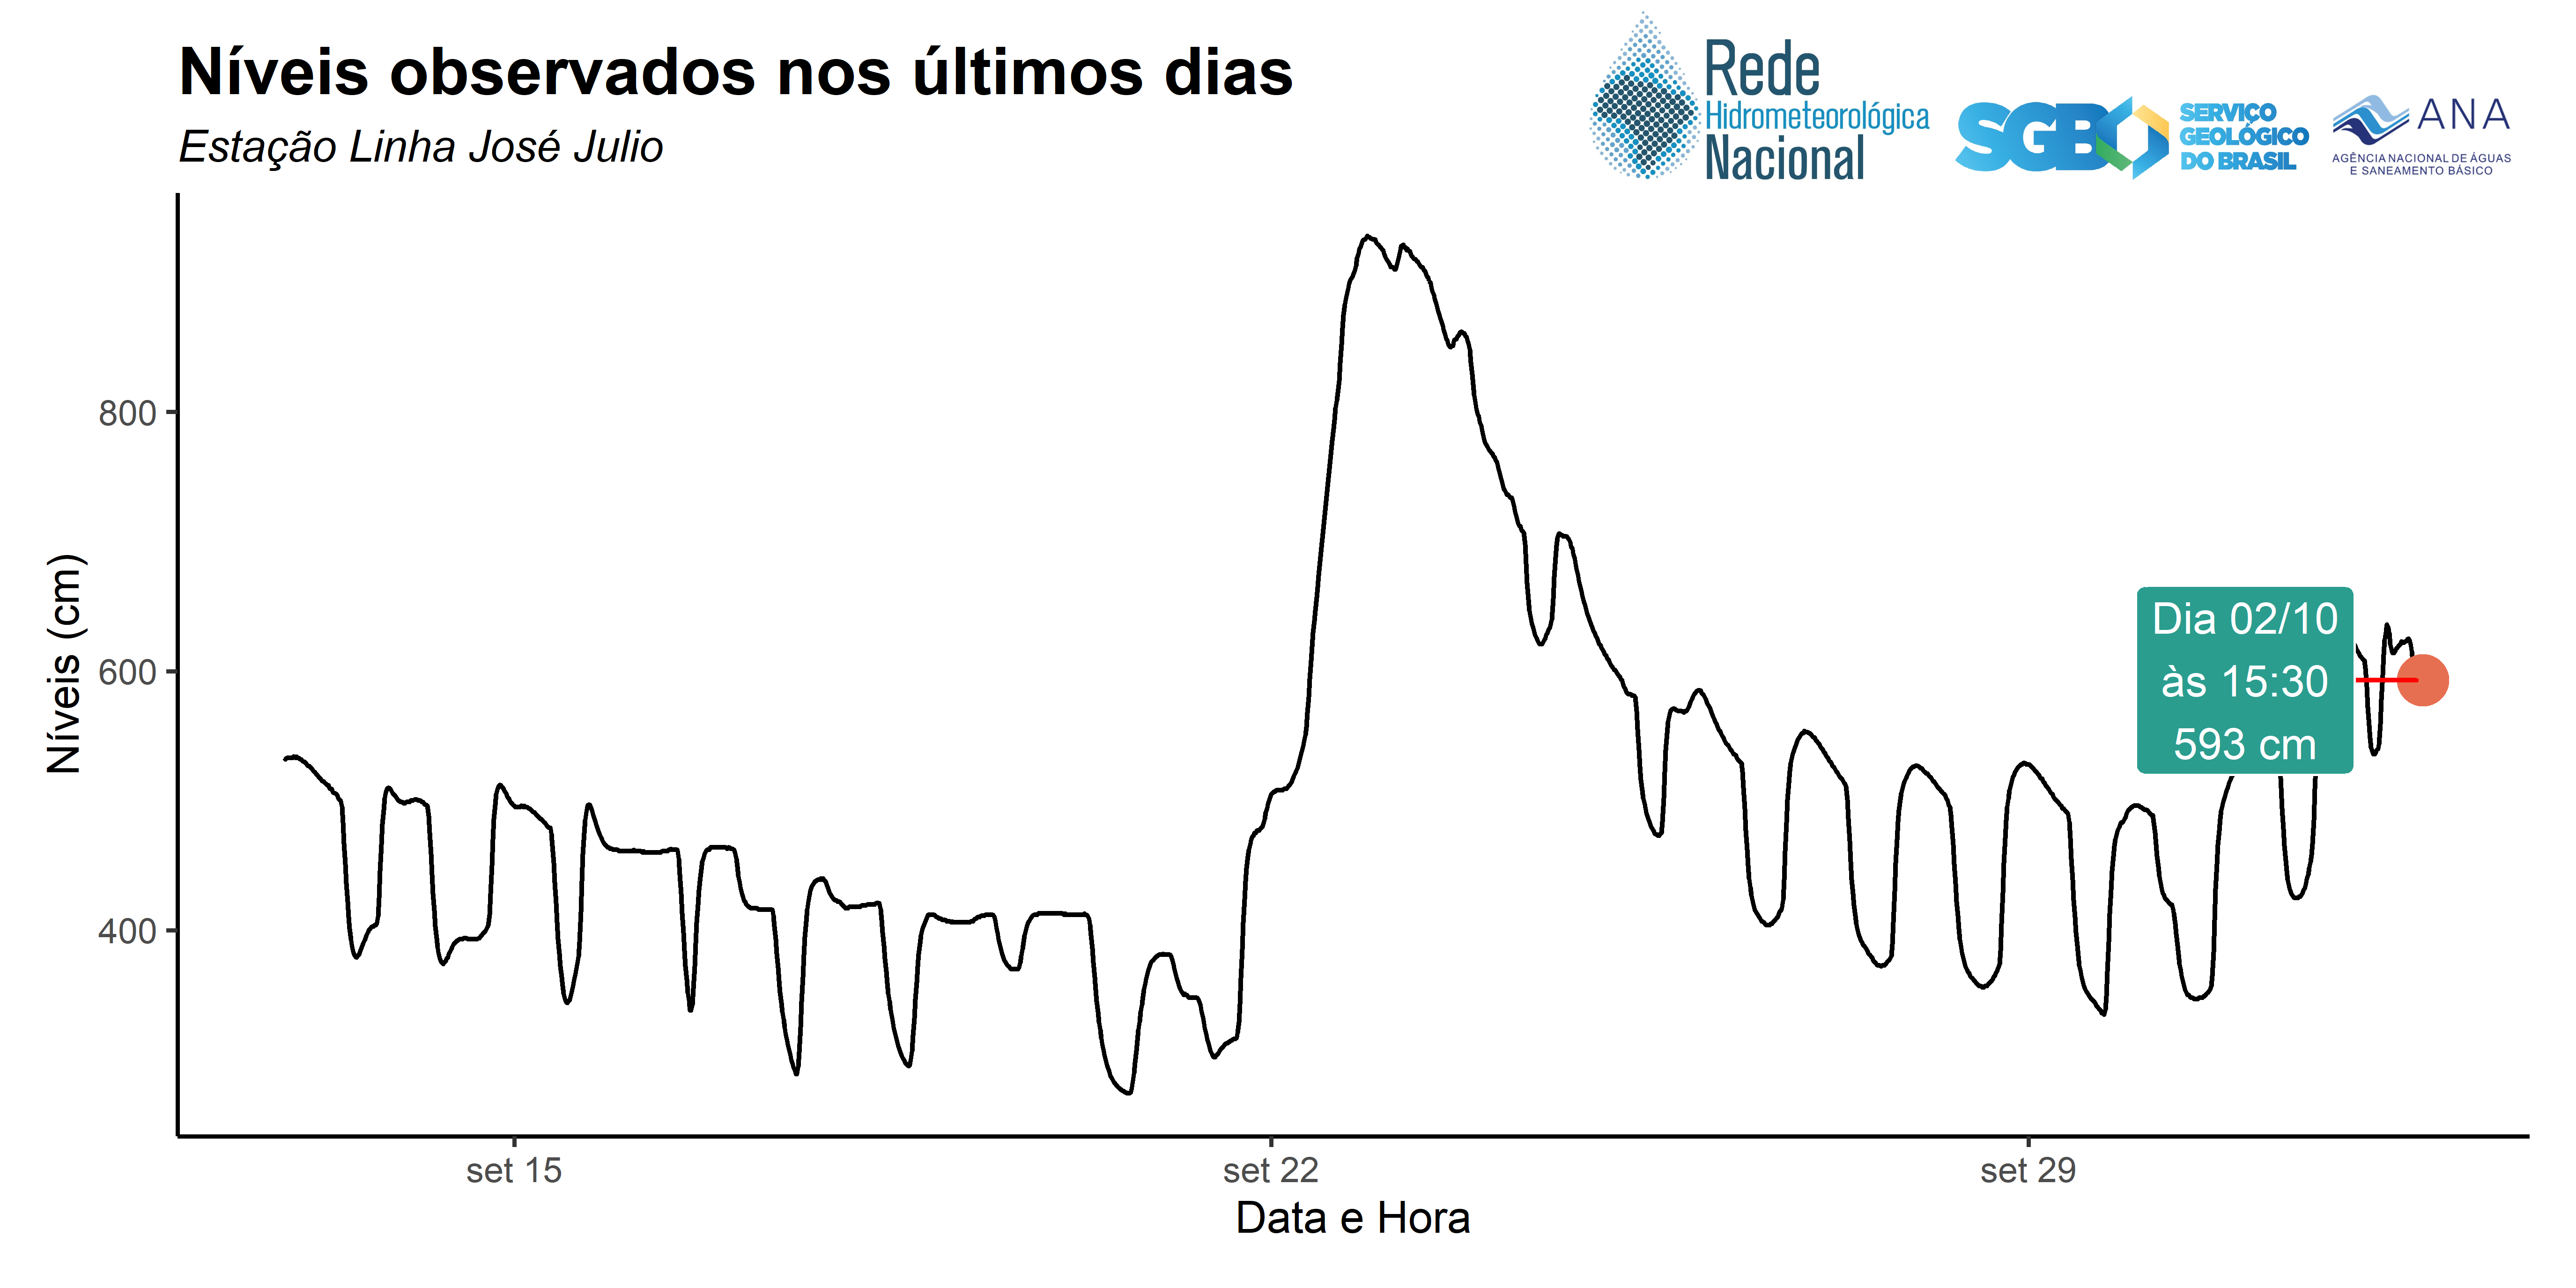 Níveis observados nos últimos dias
Estação Linha José Julio
Rede
Hidrometeorológica
Nacional
SGB
SERVIÇO
GEOLÓGICO
DO BRASIL
ANA
AGÊNCIA NACIONAL DE ÁGUAS
E SANEAMENTO BÁSICO
Níveis (cm)
800
600
400
Dia 02/10
às 15:30
593 cm
set 15
set 22
set 29
Data e Hora